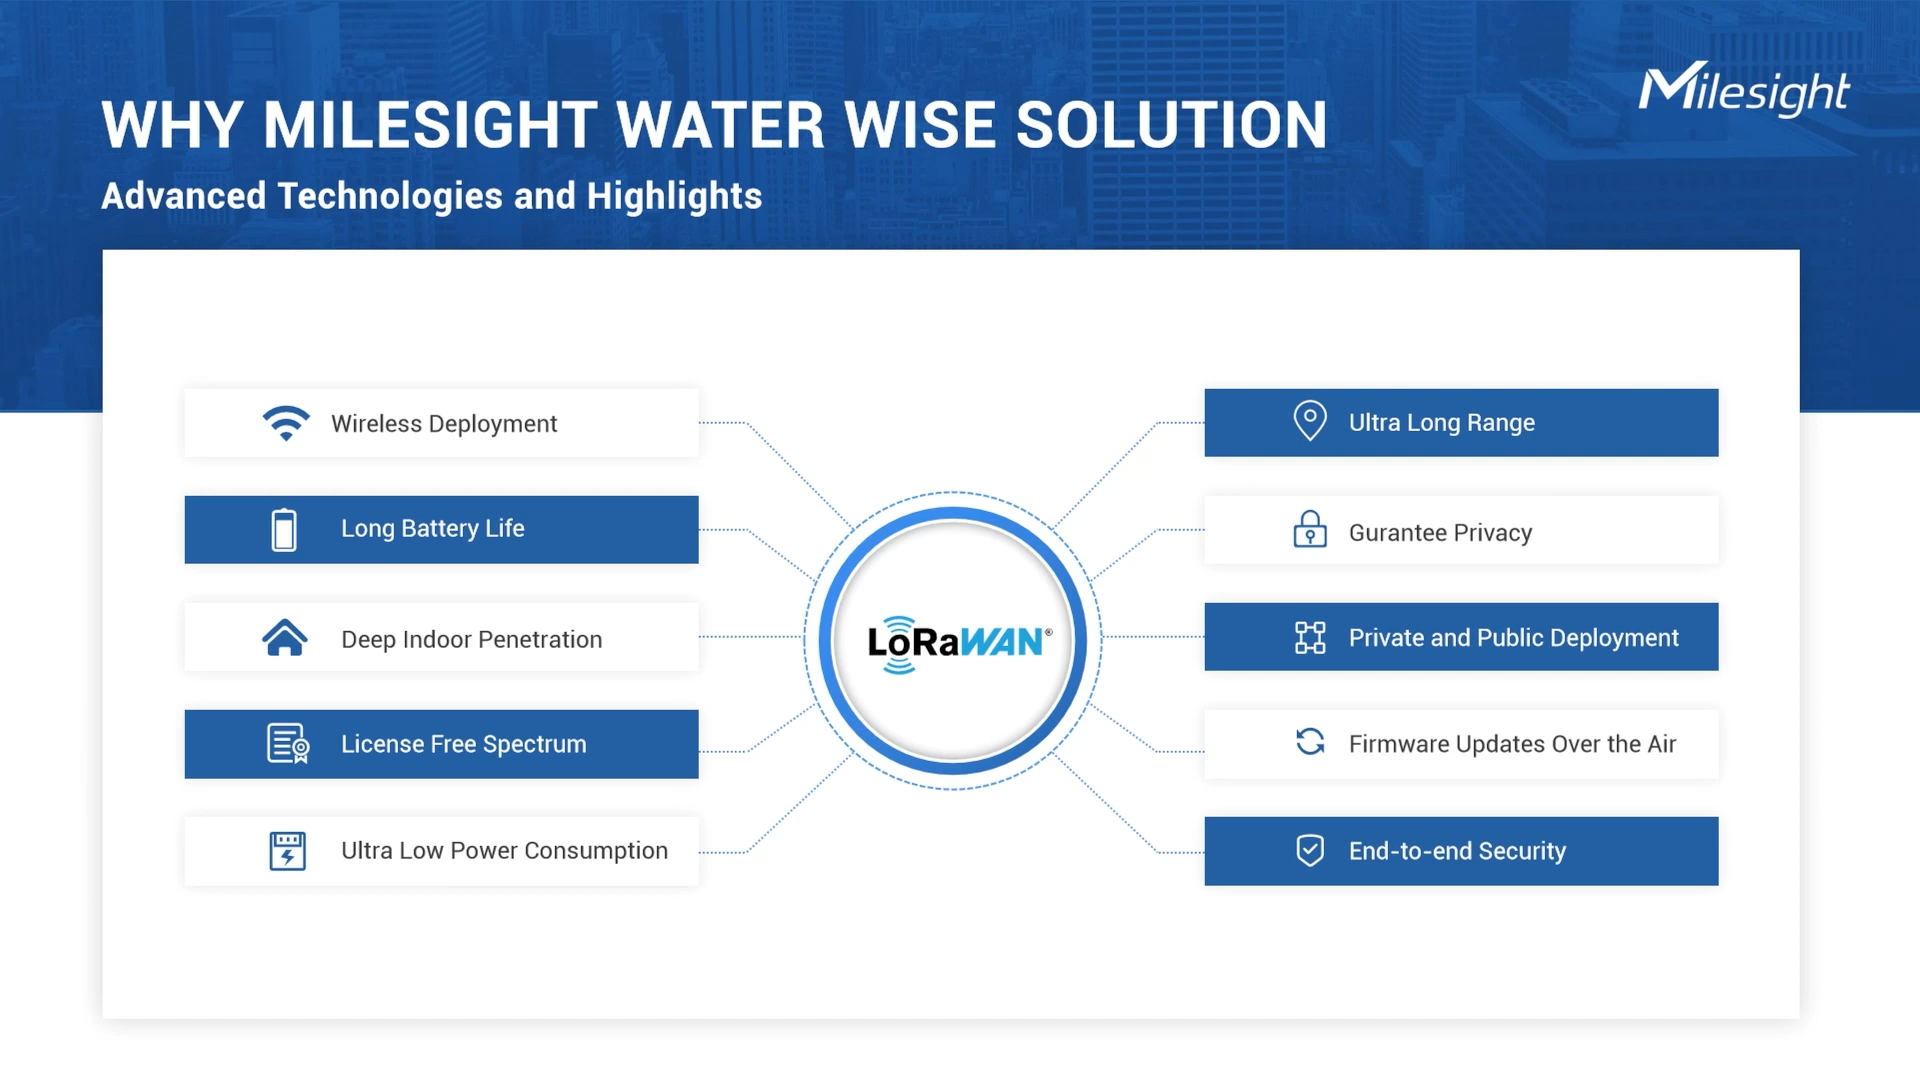 Milesight
WHY MILESIGHT WATER WISE SOLUTION
Advanced Technologies and Highlights
Wireless Deployment
Long Battery Life
Deep Indoor Penetration
License Free Spectrum
Ultra Low Power Consumption
LoRaWAN®
Ultra Long Range
Gurantee Privacy
Private and Public Deployment
Firmware Updates Over the Air
End-to-end Security